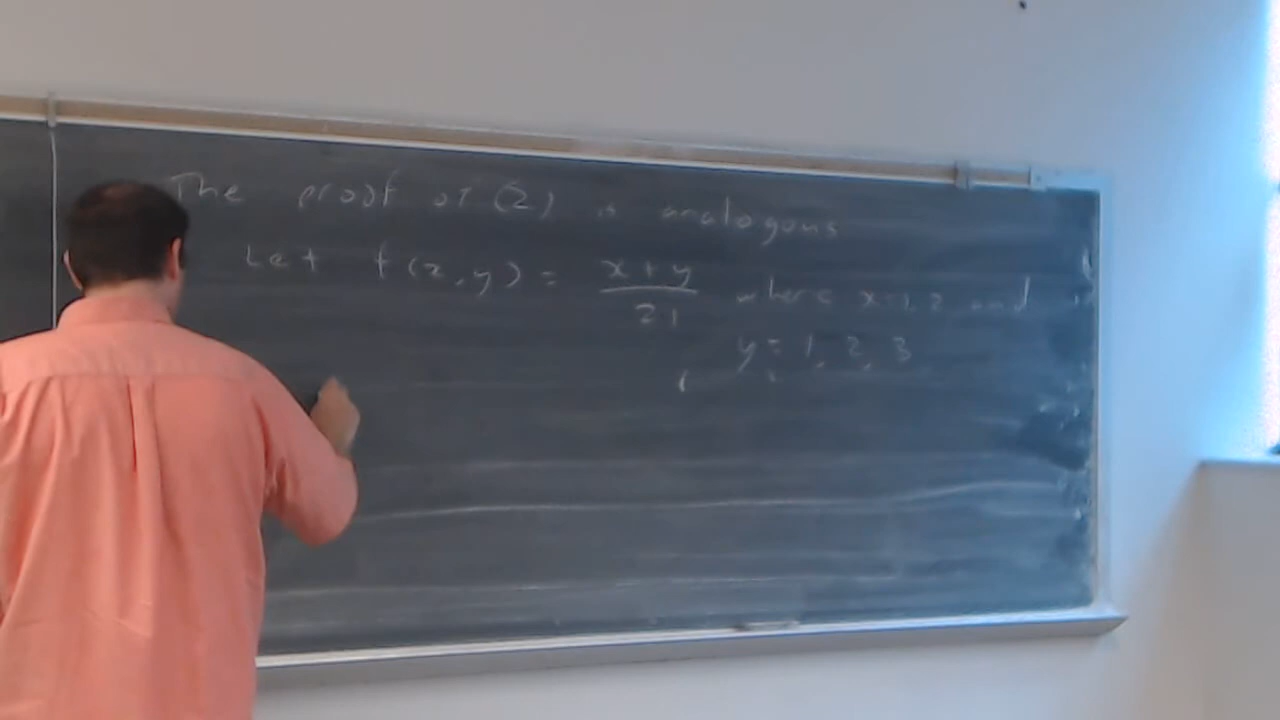 The proof of (2) is analogous
Let f(x,y) = x+y / 21 where x=1,2 and
y = 1, 2, 3